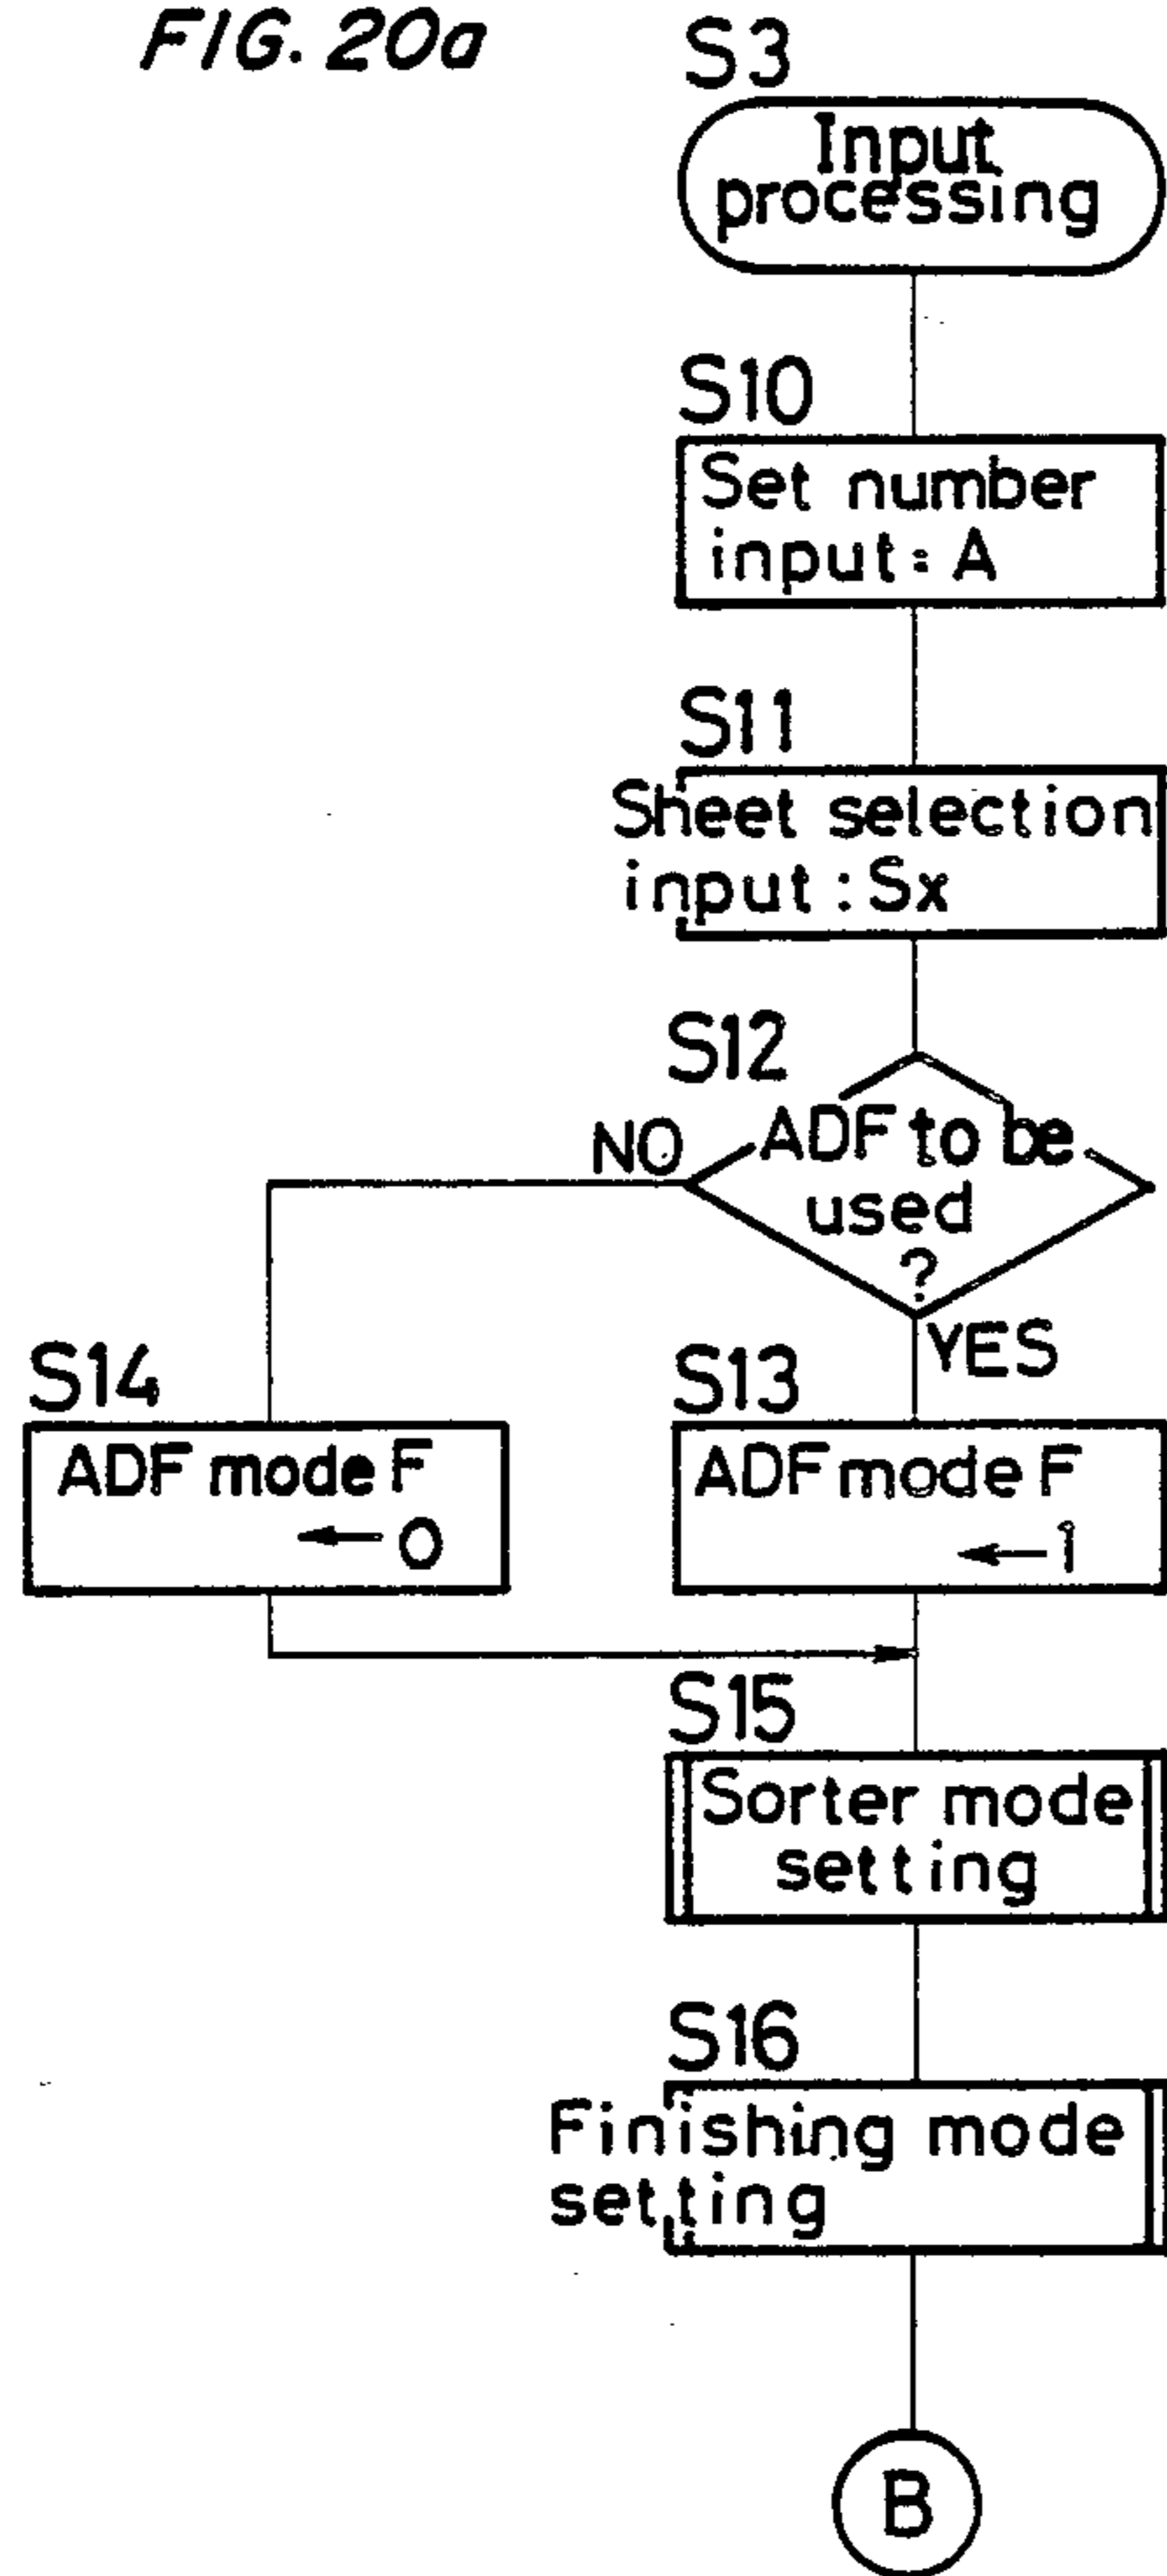 FIG. 20a
S3
Input
processing
S10
Set number
input: A
S11
Sheet selection
input: Sx
S12
ADF to be
used
?
NO
YES
S14
ADF mode F
← 0
S13
ADF mode F
← 1
S15
Sorter mode
setting
S16
Finishing mode
setting
B